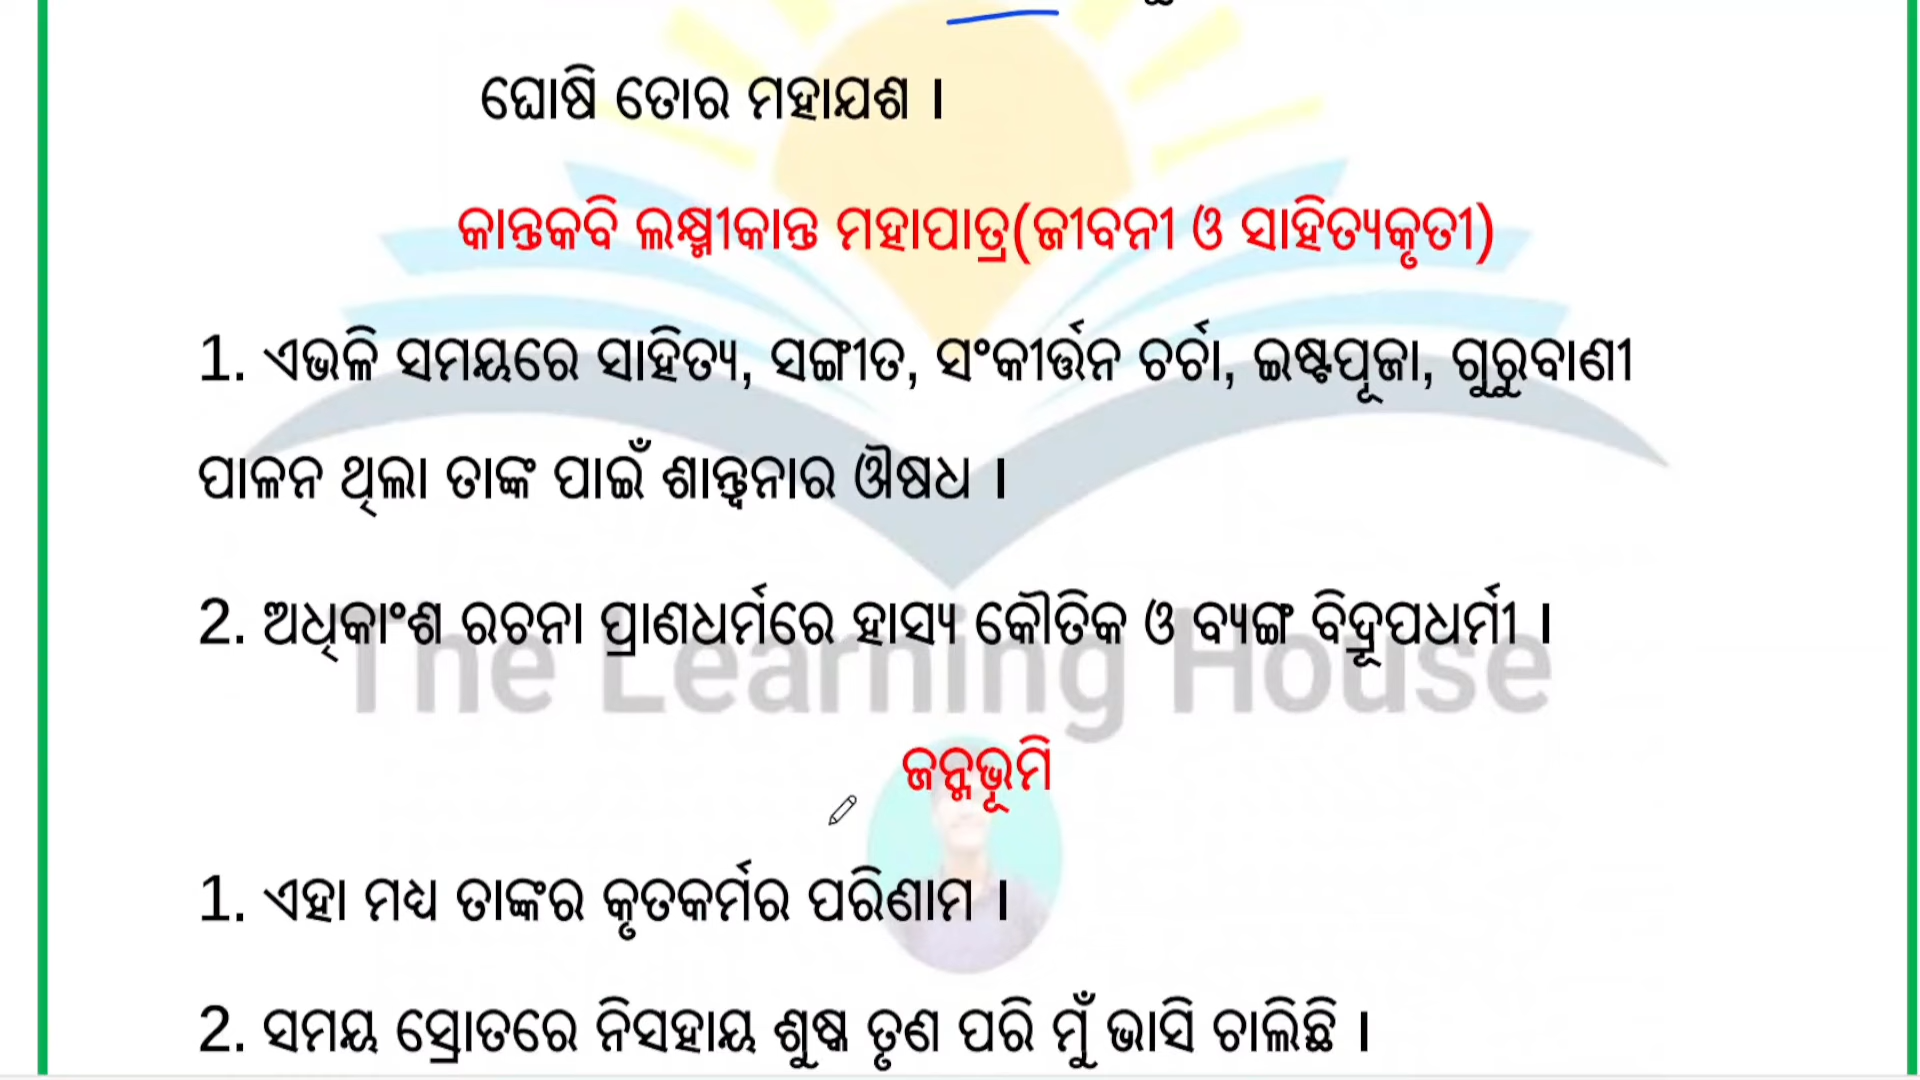 ଘୋଷି ତୋର ମହାଯଶ ।
କାନ୍ତକବି ଲକ୍ଷ୍ମୀକାନ୍ତ ମହାପାତ୍ର(ଜୀବନୀ ଓ ସାହିତ୍ୟକୃତୀ)
1. ଏଭଳି ସମୟରେ ସାହିତ୍ୟ, ସଙ୍ଗୀତ, ସଂକୀର୍ତ୍ତନ ଚର୍ଚା, ଇଷ୍ଟପୂଜା, ଗୁରୁବାଣୀ
ପାଳନ ଥିଲା ତାଙ୍କ ପାଇଁ ଶାନ୍ତ୍ୱନାର ଔଷଧ ।
2. ଅଧିକାଂଶ ରଚନା ପ୍ରାଣଧର୍ମରେ ହାସ୍ୟ କୌତିକ ଓ ବ୍ୟଙ୍ଗ ବିଦ୍ରୂପଧର୍ମୀ ।
The Learning House
ଜନ୍ମଭୂମି
1. ଏହା ମଧ୍ୟ ତାଙ୍କର କୃତକର୍ମର ପରିଣାମ ।
2. ସମୟ ସ୍ରୋତରେ ନିସହାୟ ଶୁଷ୍କ ତୃଣ ପରି ମୁଁ ଭାସି ଚାଲିଛି ।